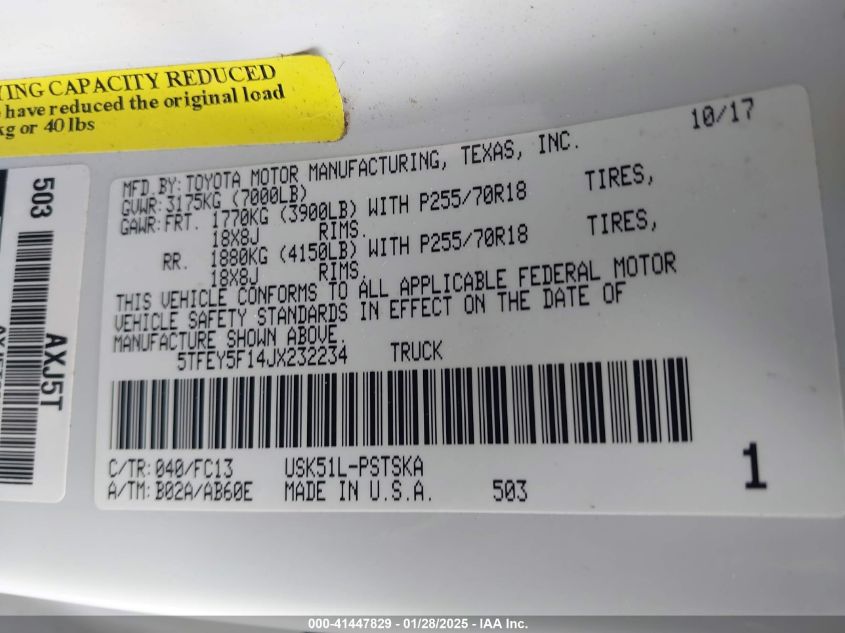 YING CAPACITY REDUCED
have reduced the original load
kg or 40 lbs
10/17
MFD.BY:TOYOTA MOTOR MANUFACTURING, TEXAS, INC.
GVWR:3175KG (7000LB)
GAWR:FRT. 1770KG (3900LB) WITH P255/70R18 TIRES,
18X8J RIMS.
RR. 1880KG (4150LB) WITH P255/70R18 TIRES,
18X8J RIMS.
THIS VEHICLE CONFORMS TO ALL APPLICABLE FEDERAL MOTOR
VEHICLE SAFETY STANDARDS IN EFFECT ON THE DATE OF
MANUFACTURE SHOWN ABOVE.
5TFEY5F14JX232234 TRUCK
C/TR:040/FC13 USK51L-PSTSKA
A/TM:B02A/AB60E MADE IN U.S.A. 503
1
503
AXJ5T
000-41447829 - 01/28/2025 - IAA Inc.